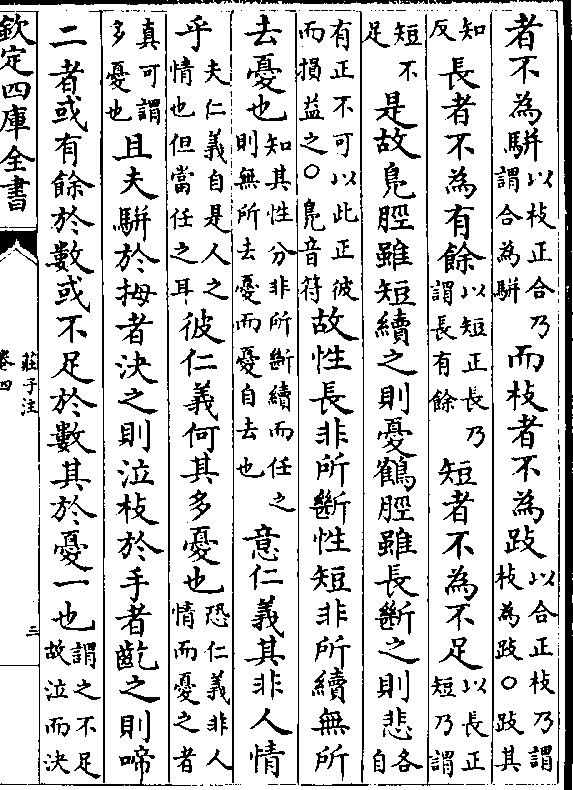 者不為駢以枝正合乃謂合為駢而枝者不為跂以合正枝乃謂枝為跂○跂其
知反長者不為有餘以短正長乃謂長有餘短者不為不足以長正短乃謂
短不足是故鳬脛雖短續之則憂鶴脛雖長斷之則悲各自
有正不可以此正彼而損益之○鳬音符故性長非所斷性短非所續無所
去憂也知其性分非所斷續而任之則無所去憂而憂自去也意仁義其非人情
乎夫仁義自是人之情也但當任之耳彼仁義何其多憂也恐仁義非人情而憂之者
真可謂多憂也且夫駢於拇者決之則泣枝於手者齕之則啼
二者或有餘於數或不足於數其於憂一也謂之不足故泣而決
欽定四庫全書
莊子注
卷四
三